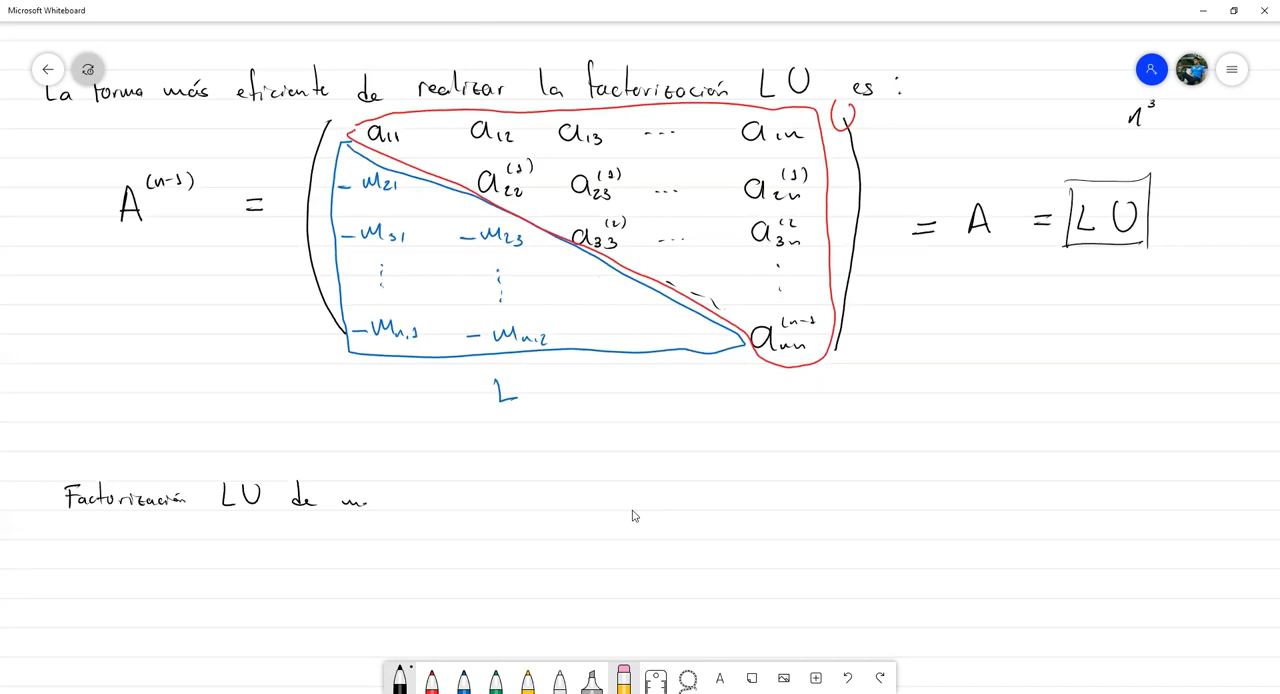 Microsoft Whiteboard
La forma más eficiente de realizar la factorización LU es:
n³
U
A^(n-1) = ( a11 a12 a13 ... a1n
-m21 a22^(1) a23^(1) ... a2n^(1)
-m31 -m23 a33^(2) ... a3n^(2
⋮ ⋮ ⋱ ⋮
-mn,1 -mn,2 ann^(n-1 ) = A = LU
L
Factorización LU de m
A